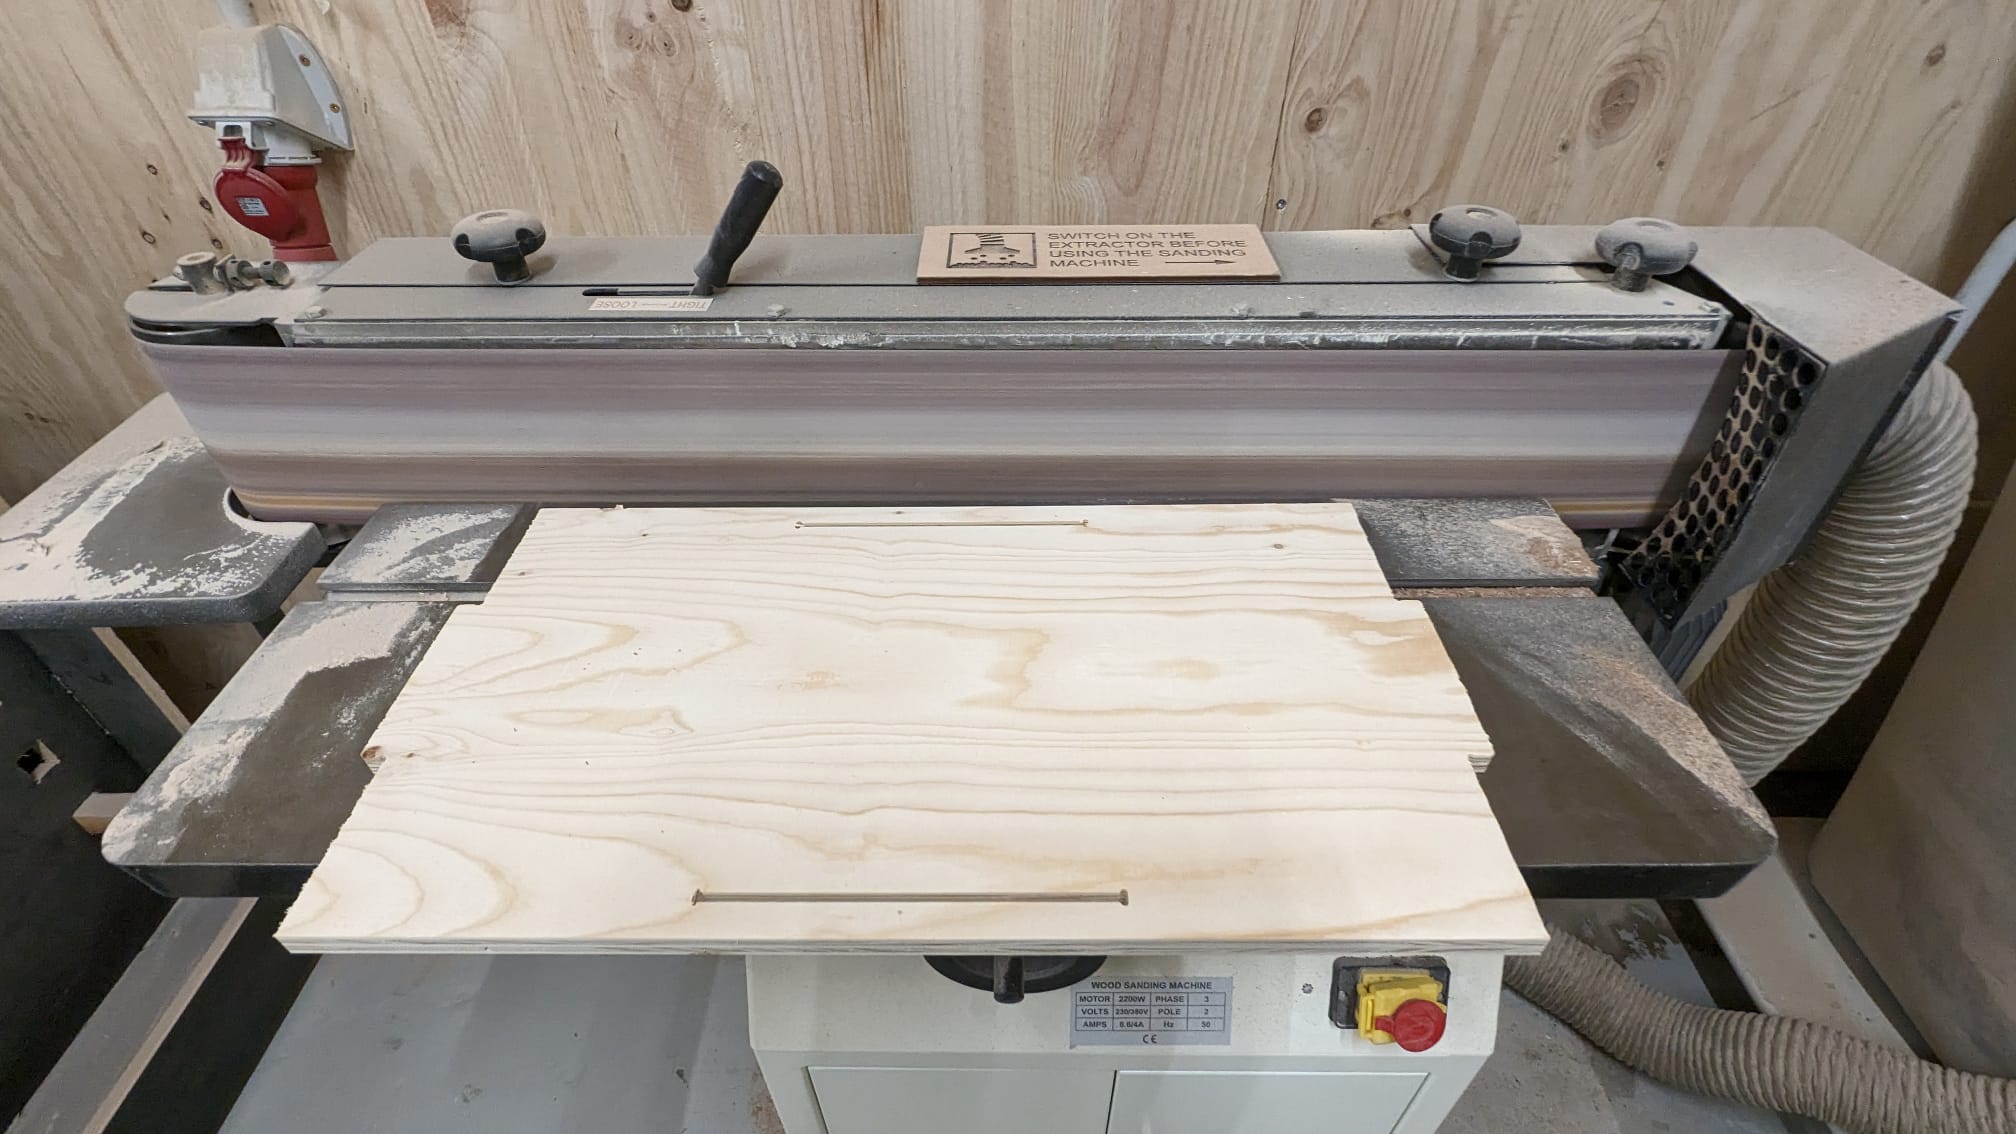 SWITCH ON THE
EXTRACTOR BEFORE
USING THE SANDING
MACHINE
TIGHT LOOSE
WOOD SANDING MACHINE
MOTOR 2200W PHASE 3
VOLTS 230/380V POLE 2
AMPS 6.6/4A Hz 50
CE